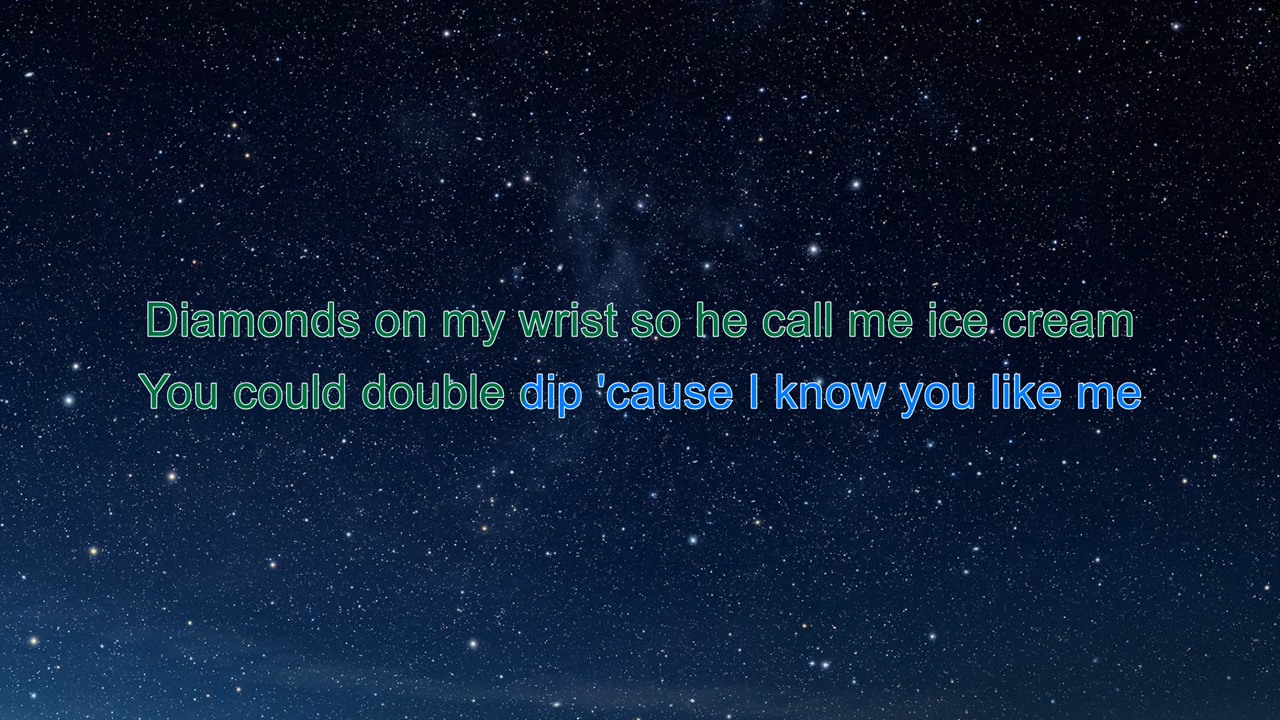 Diamonds on my wrist so he call me ice cream
You could double dip 'cause I know you like me